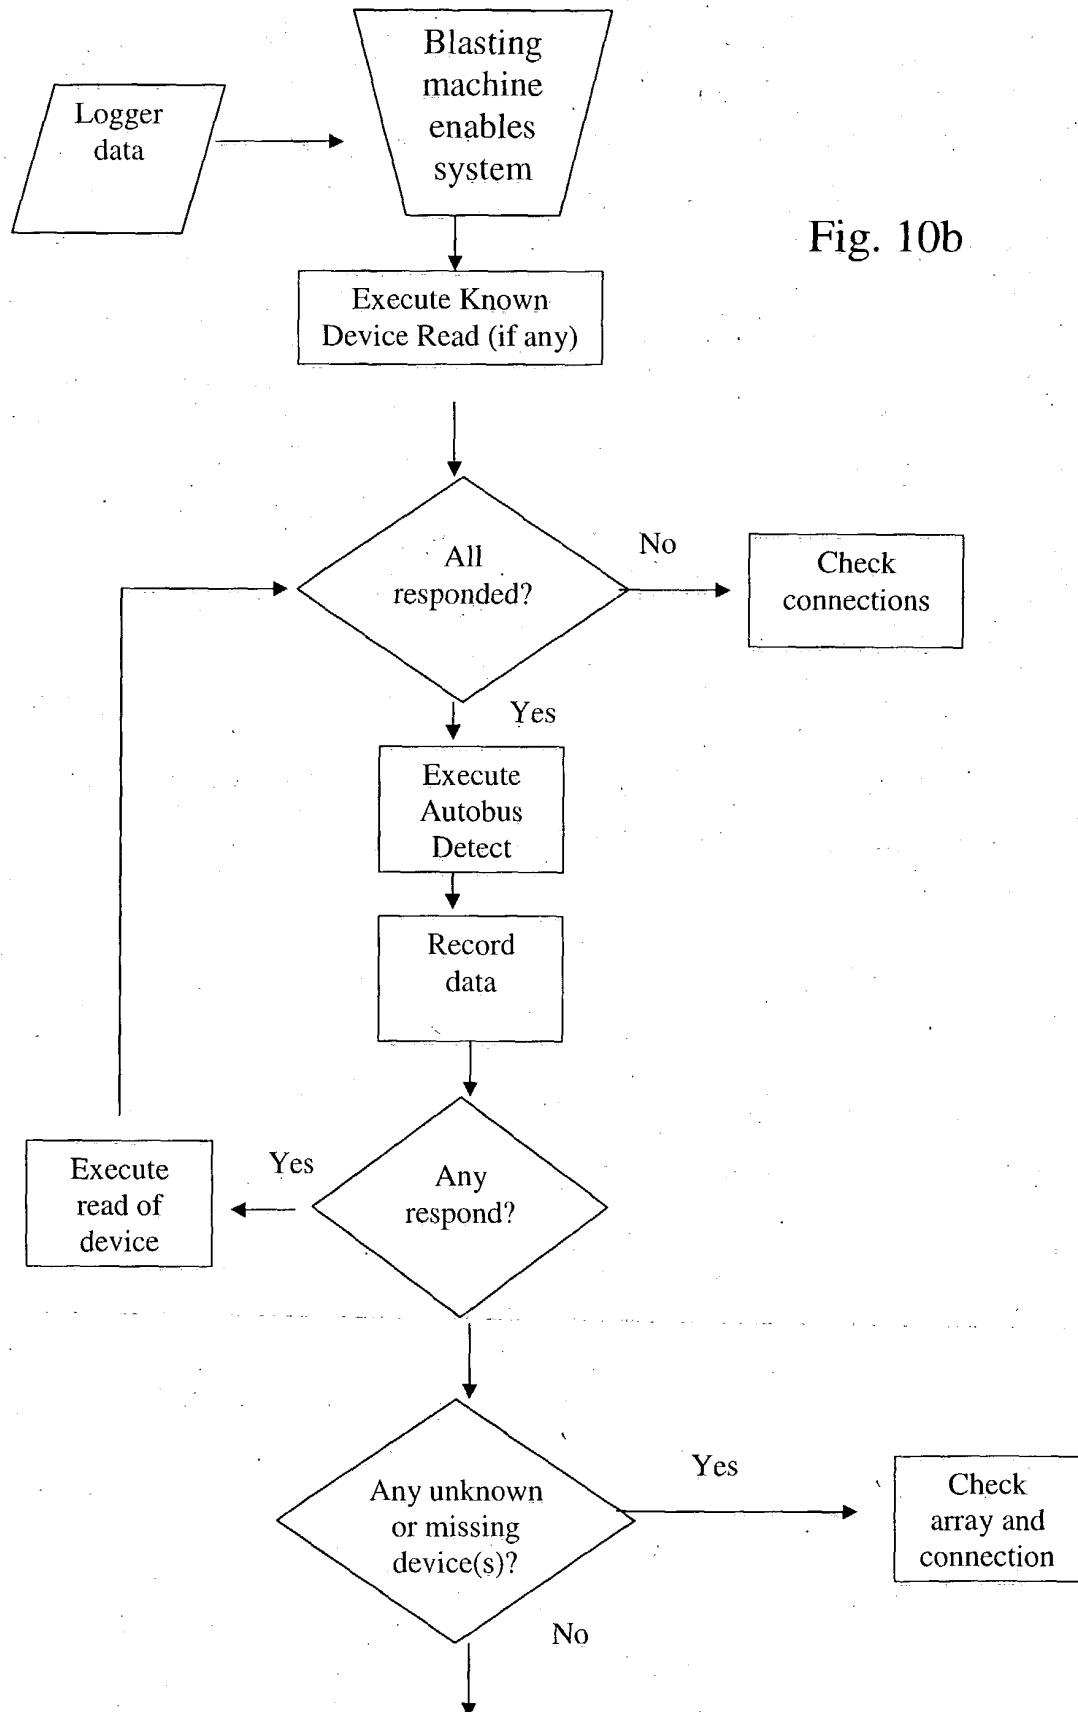 Blasting
machine
enables
system
Logger
data
Fig. 10b
Execute Known
Device Read (if any)
All
responded?
No
Check
connections
Yes
Execute
Autobus
Detect
Record
data
Any
respond?
Yes
Execute
read of
device
Any unknown
or missing
device(s)?
Yes
Check
array and
connection
No